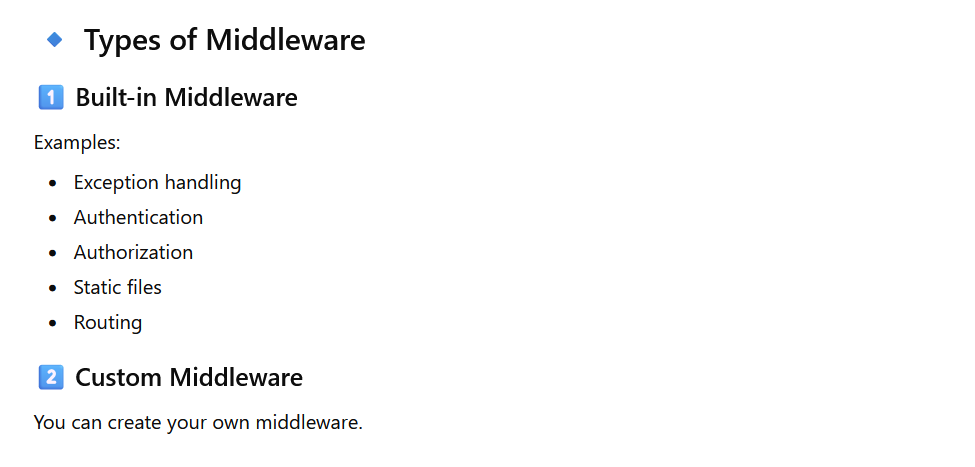 🔹 Types of Middleware
1️⃣ Built-in Middleware
Examples:
• Exception handling
• Authentication
• Authorization
• Static files
• Routing
2️⃣ Custom Middleware
You can create your own middleware.